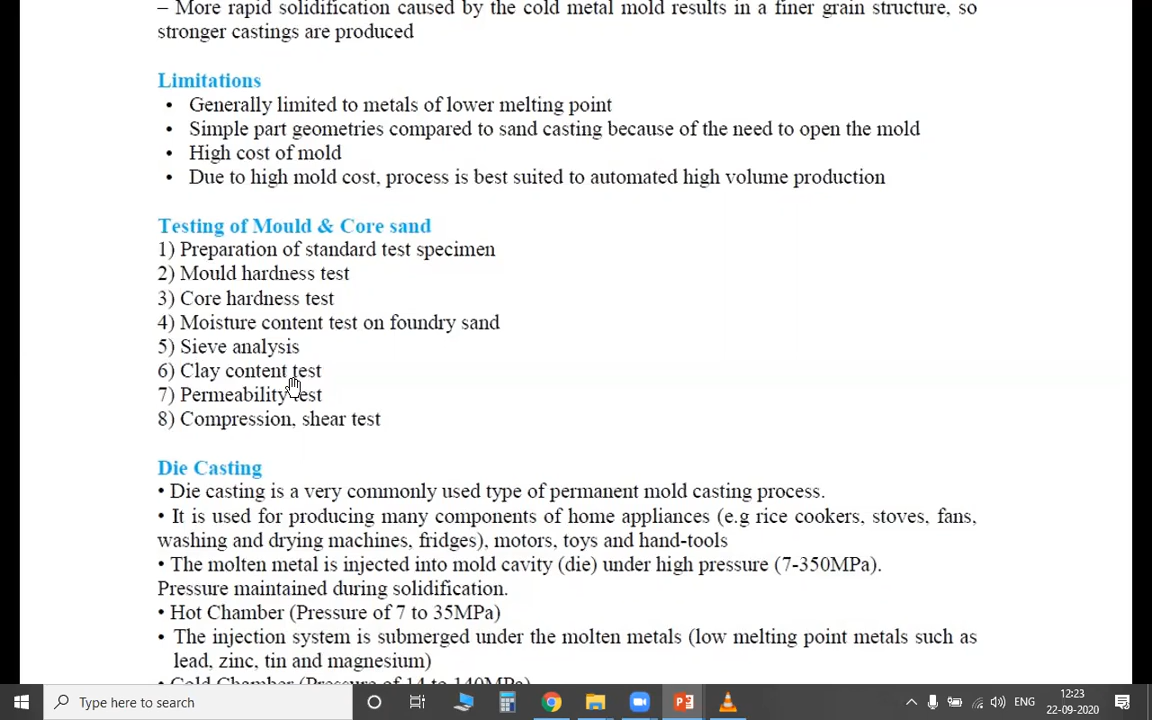 – More rapid solidification caused by the cold metal mold results in a finer grain structure, so
stronger castings are produced
Limitations
• Generally limited to metals of lower melting point
• Simple part geometries compared to sand casting because of the need to open the mold
• High cost of mold
• Due to high mold cost, process is best suited to automated high volume production
Testing of Mould & Core sand
1) Preparation of standard test specimen
2) Mould hardness test
3) Core hardness test
4) Moisture content test on foundry sand
5) Sieve analysis
6) Clay content test
7) Permeability test
8) Compression, shear test
Die Casting
• Die casting is a very commonly used type of permanent mold casting process.
• It is used for producing many components of home appliances (e.g rice cookers, stoves, fans,
washing and drying machines, fridges), motors, toys and hand-tools
• The molten metal is injected into mold cavity (die) under high pressure (7-350MPa).
Pressure maintained during solidification.
• Hot Chamber (Pressure of 7 to 35MPa)
• The injection system is submerged under the molten metals (low melting point metals such as
lead, zinc, tin and magnesium)
• Cold Chamber (Pressure of 14 to 140MPa)
Type here to search
ENG
12:23
22-09-2020